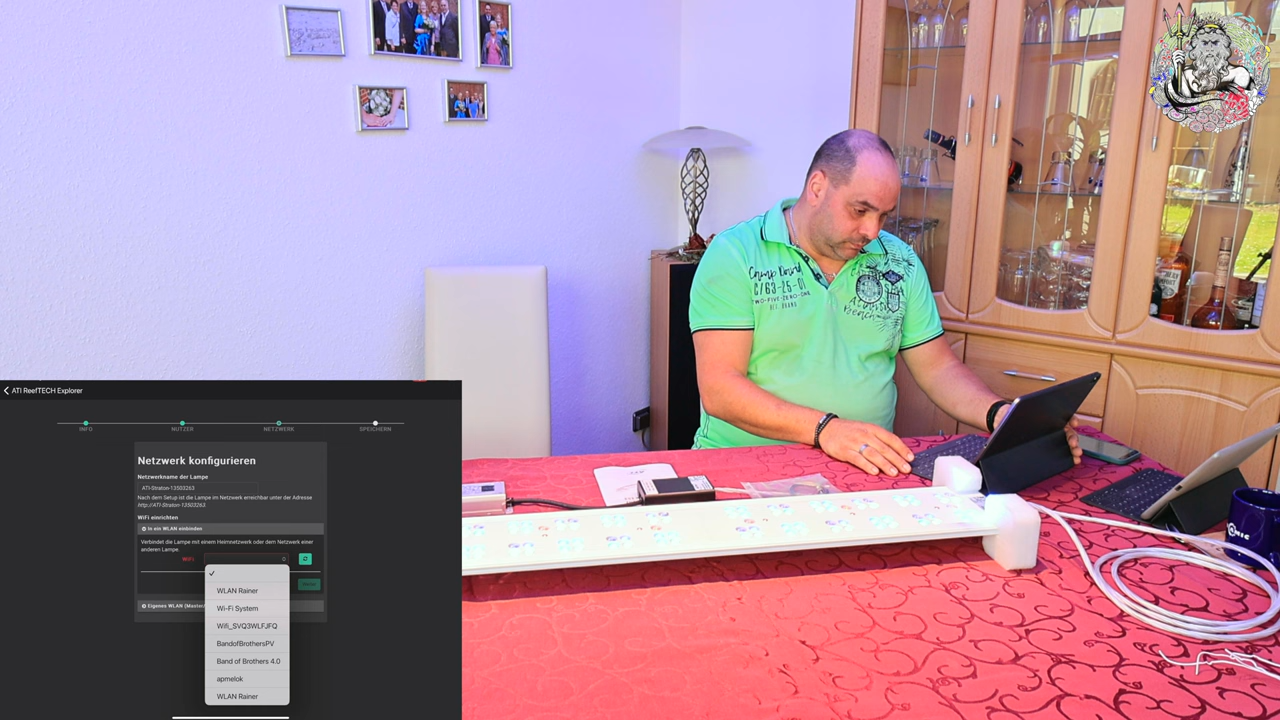 ATI ReefTECH Explorer
INFO
NUTZER
NETZWERK
SPEICHERN
Netzwerk konfigurieren
Netzwerkname der Lampe
ATI-Straton-13503263
Nach dem Setup ist die Lampe im Netzwerk erreichbar unter der Adresse
http://ATI-Straton-13503263.
WiFi einrichten
In ein WLAN einbinden
Verbindet die Lampe mit einem Heimnetzwerk oder dem Netzwerk einer
anderen Lampe.
WiFi
WLAN Rainer
Wi-Fi System
Wifi_SVQ3WLFJFQ
BandofBrothersPV
Band of Brothers 4.0
apmelok
WLAN Rainer
Weiter
Eigenes WLAN (Master/
Camp David
C/63-25-01
TWO-FIVE-ZERO-ONE
Beach